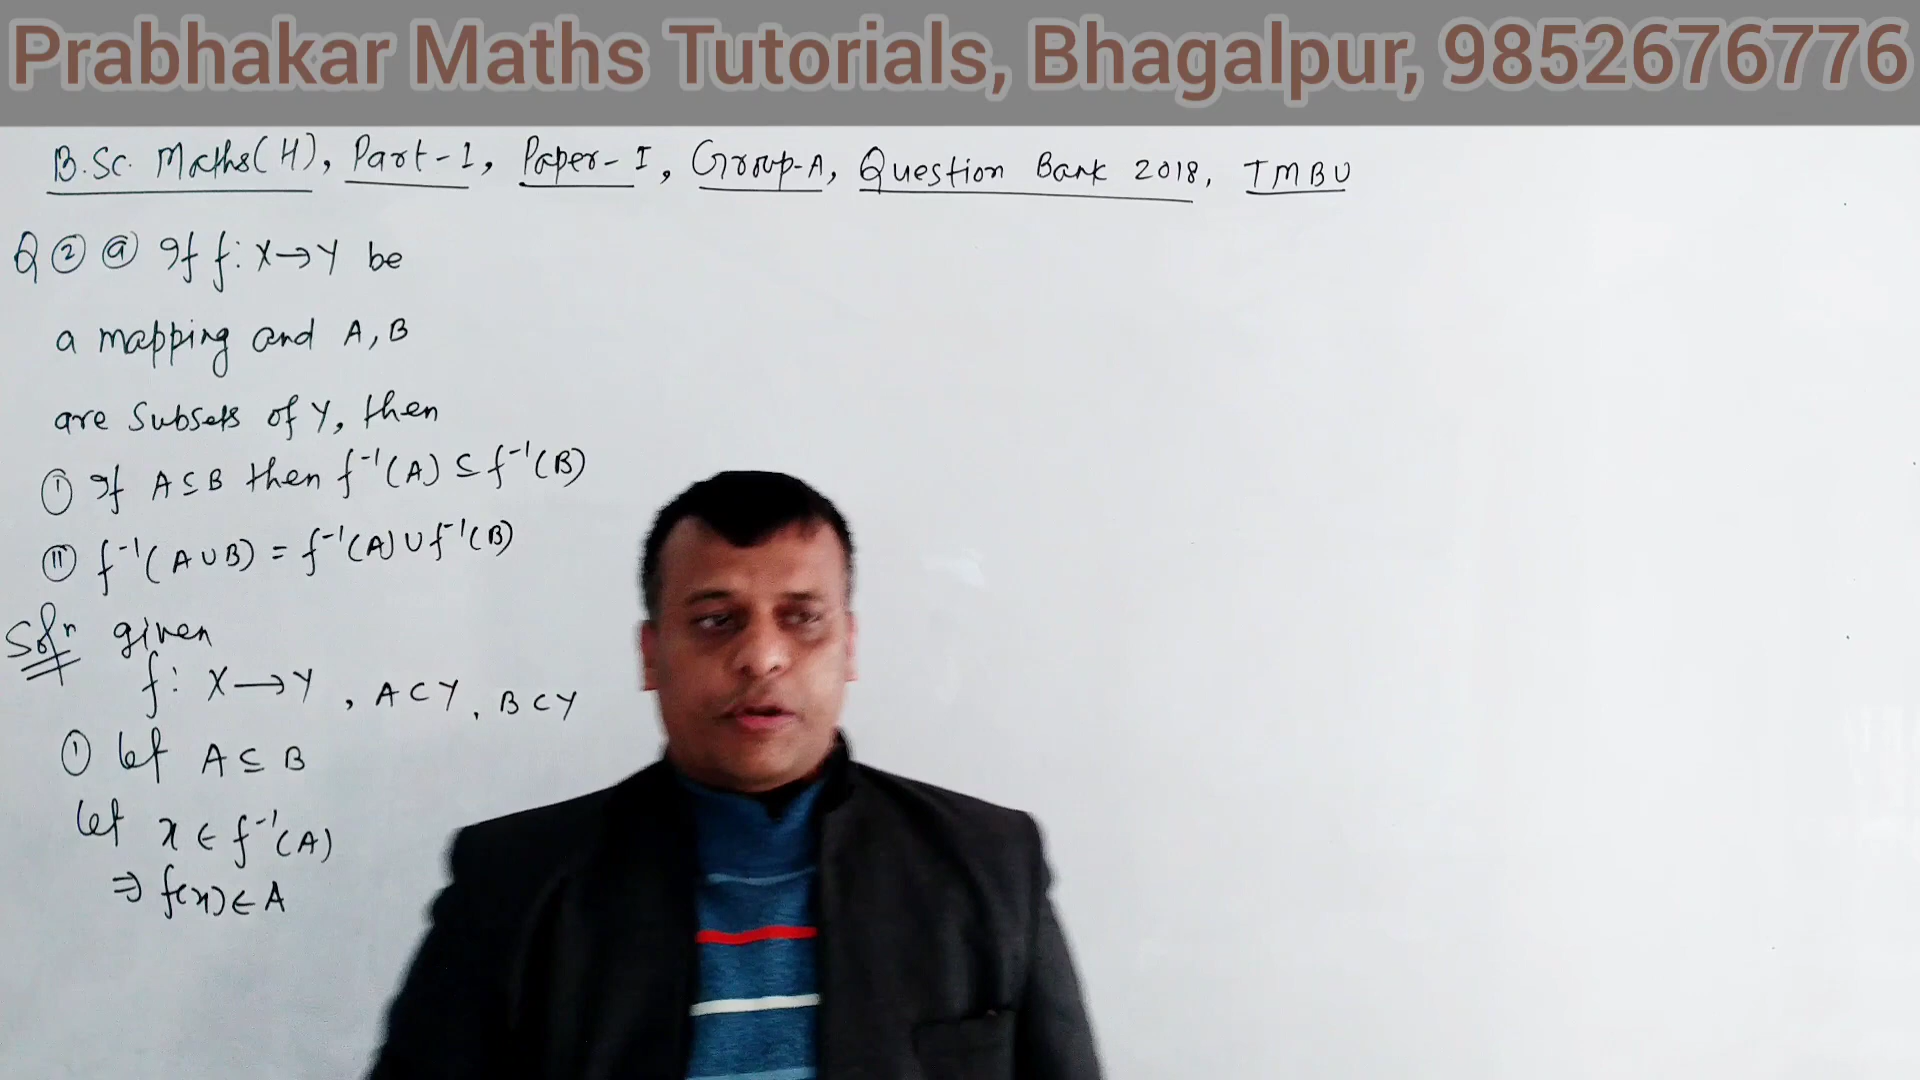 Prabhakar Maths Tutorials, Bhagalpur, 9852676776
B.Sc. Maths(H), Part-1, Paper-I, Group-A, Question Bank 2018, TMBU
Q ② ⓐ If f: X→Y be
a mapping and A, B
are Subsets of Y, then
① If A⊆B then f⁻¹(A) ⊆ f⁻¹(B)
⑪ f⁻¹(A∪B) = f⁻¹(A)∪f⁻¹(B)
Solⁿ given
f: X→Y, A⊂Y, B⊂Y
① let A⊆B
let x∈f⁻¹(A)
⇒ f(x)∈A